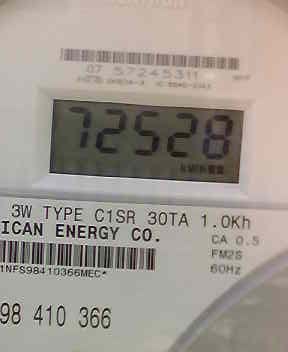 07 57245311
72528
3W TYPE C1SR 30TA 1.0Kh
ICAN ENERGY CO.
CA 0.5
FM2S
60Hz
1NFS98410366MEC*
98 410 366